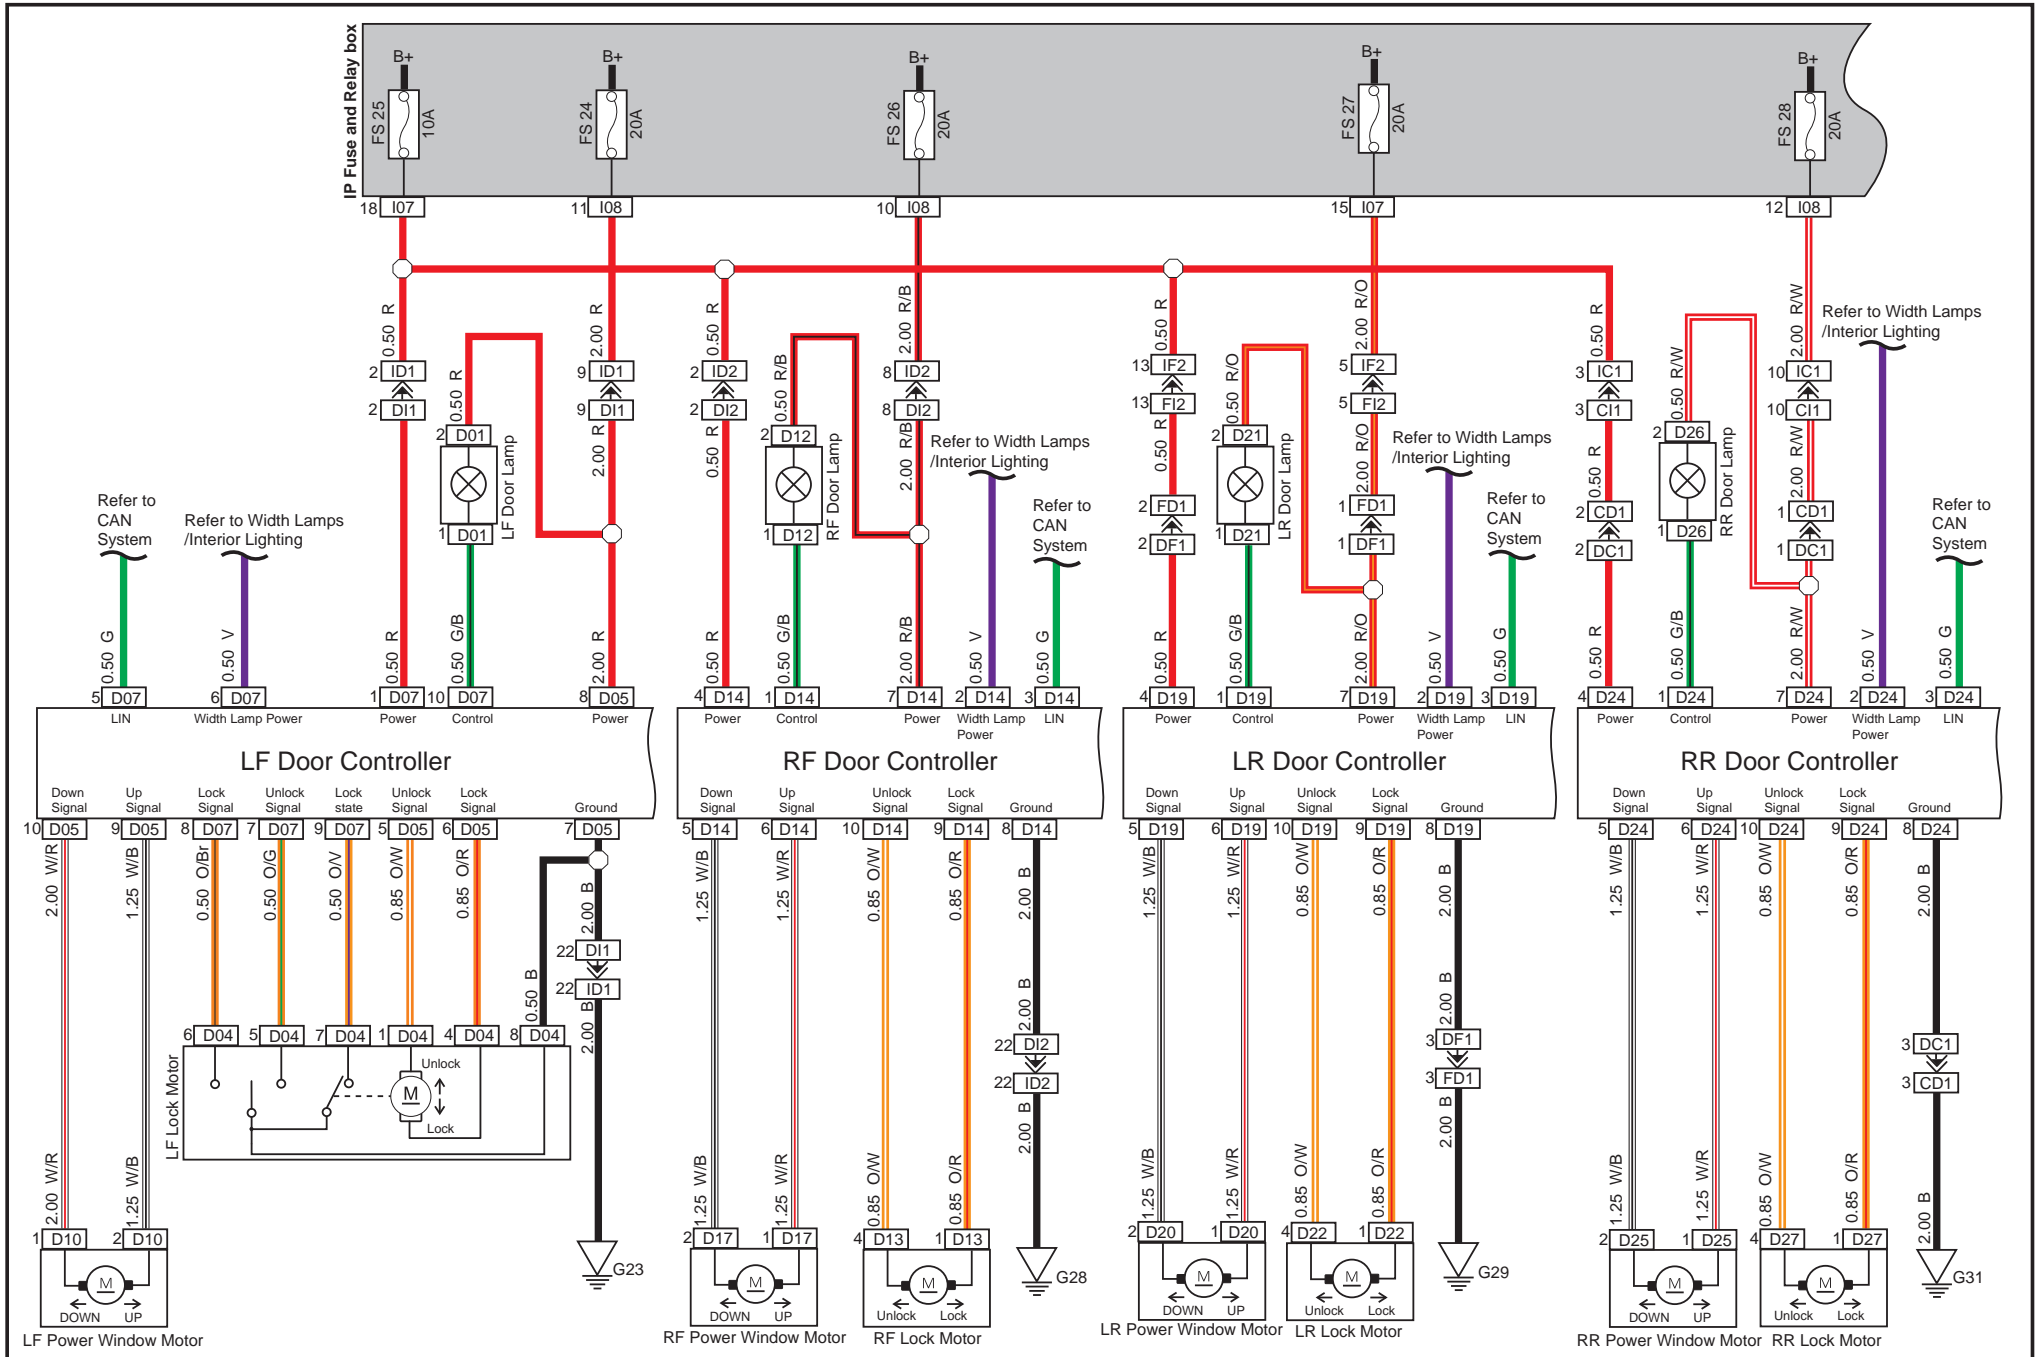 IP Fuse and Relay box
B+ B+ B+ B+ B+
FS 25 10A
FS 24 20A
FS 26 20A
FS 27 20A
FS 28 20A
18 I07
11 I08
10 I08
15 I07
12 I08
0.50 R
2.00 R
0.50 R
2.00 R/B
0.50 R
2.00 R/O
0.50 R
2.00 R/W
Refer to Width Lamps
/Interior Lighting
2 ID1
2 DI1
9 ID1
9 DI1
2 ID2
2 DI2
8 ID2
8 DI2
13 IF2
13 FI2
5 IF2
5 FI2
3 IC1
3 CI1
10 IC1
10 CI1
0.50 R
2.00 R
0.50 R
0.50 R/B
2.00 R/B
0.50 R
0.50 R/O
2.00 R/O
0.50 R
0.50 R/W
2.00 R/W
2 D01
1 D01
LF Door Lamp
2 D12
1 D12
RF Door Lamp
2 D21
1 D21
LR Door Lamp
2 D26
1 D26
RR Door Lamp
Refer to Width Lamps
/Interior Lighting
Refer to Width Lamps
/Interior Lighting
2 FD1
2 DF1
1 FD1
1 DF1
2 CD1
2 DC1
1 CD1
1 DC1
Refer to
CAN
System
Refer to Width Lamps
/Interior Lighting
Refer to
CAN
System
Refer to
CAN
System
Refer to
CAN
System
0.50 G
0.50 V
0.50 R
0.50 G/B
2.00 R
0.50 R
0.50 G/B
2.00 R/B
0.50 V
0.50 G
0.50 R
0.50 G/B
2.00 R/O
0.50 V
0.50 G
0.50 R
0.50 G/B
2.00 R/W
0.50 V
0.50 G
5 D07
6 D07
1 D07
10 D07
8 D05
4 D14
1 D14
7 D14
2 D14
3 D14
4 D19
1 D19
7 D19
2 D19
3 D19
4 D24
1 D24
7 D24
2 D24
3 D24
LIN
Width Lamp Power
Power
Control
Power
Power
Control
Power
Width Lamp
Power
LIN
Power
Control
Power
Width Lamp
Power
LIN
Power
Control
Power
Width Lamp
Power
LIN
LF Door Controller
RF Door Controller
LR Door Controller
RR Door Controller
Down
Signal
Up
Signal
Lock
Signal
Unlock
Signal
Lock
state
Unlock
Signal
Lock
Signal
Ground
Down
Signal
Up
Signal
Unlock
Signal
Lock
Signal
Ground
Down
Signal
Up
Signal
Unlock
Signal
Lock
Signal
Ground
Down
Signal
Up
Signal
Unlock
Signal
Lock
Signal
Ground
10 D05
9 D05
8 D07
7 D07
9 D07
5 D05
6 D05
7 D05
5 D14
6 D14
10 D14
9 D14
8 D14
5 D19
6 D19
10 D19
9 D19
8 D19
5 D24
6 D24
10 D24
9 D24
8 D24
2.00 W/R
1.25 W/B
0.50 O/Br
0.50 O/G
0.50 O/V
0.85 O/W
0.85 O/R
2.00 B
1.25 W/B
1.25 W/R
0.85 O/W
0.85 O/R
2.00 B
1.25 W/B
1.25 W/R
0.85 O/W
0.85 O/R
2.00 B
1.25 W/B
1.25 W/R
0.85 O/W
0.85 O/R
2.00 B
22 DI1
22 ID1
0.50 B
2.00 B
2.00 B
2.00 B
6 D04
5 D04
7 D04
1 D04
4 D04
8 D04
LF Lock Motor
Unlock
M
Lock
22 DI2
22 ID2
2.00 B
3 DF1
3 FD1
2.00 B
3 DC1
3 CD1
2.00 W/R
1.25 W/B
1.25 W/B
1.25 W/R
0.85 O/W
0.85 O/R
1.25 W/B
1.25 W/R
0.85 O/W
0.85 O/R
1.25 W/B
1.25 W/R
0.85 O/W
0.85 O/R
2.00 B
1 D10
2 D10
2 D17
1 D17
4 D13
1 D13
2 D20
1 D20
4 D22
1 D22
2 D25
1 D25
4 D27
1 D27
G23
G28
G29
G31
M
DOWN UP
LF Power Window Motor
M
DOWN UP
RF Power Window Motor
M
Unlock Lock
RF Lock Motor
M
DOWN UP
LR Power Window Motor
M
Unlock Lock
LR Lock Motor
M
DOWN UP
RR Power Window Motor
M
Unlock Lock
RR Lock Motor